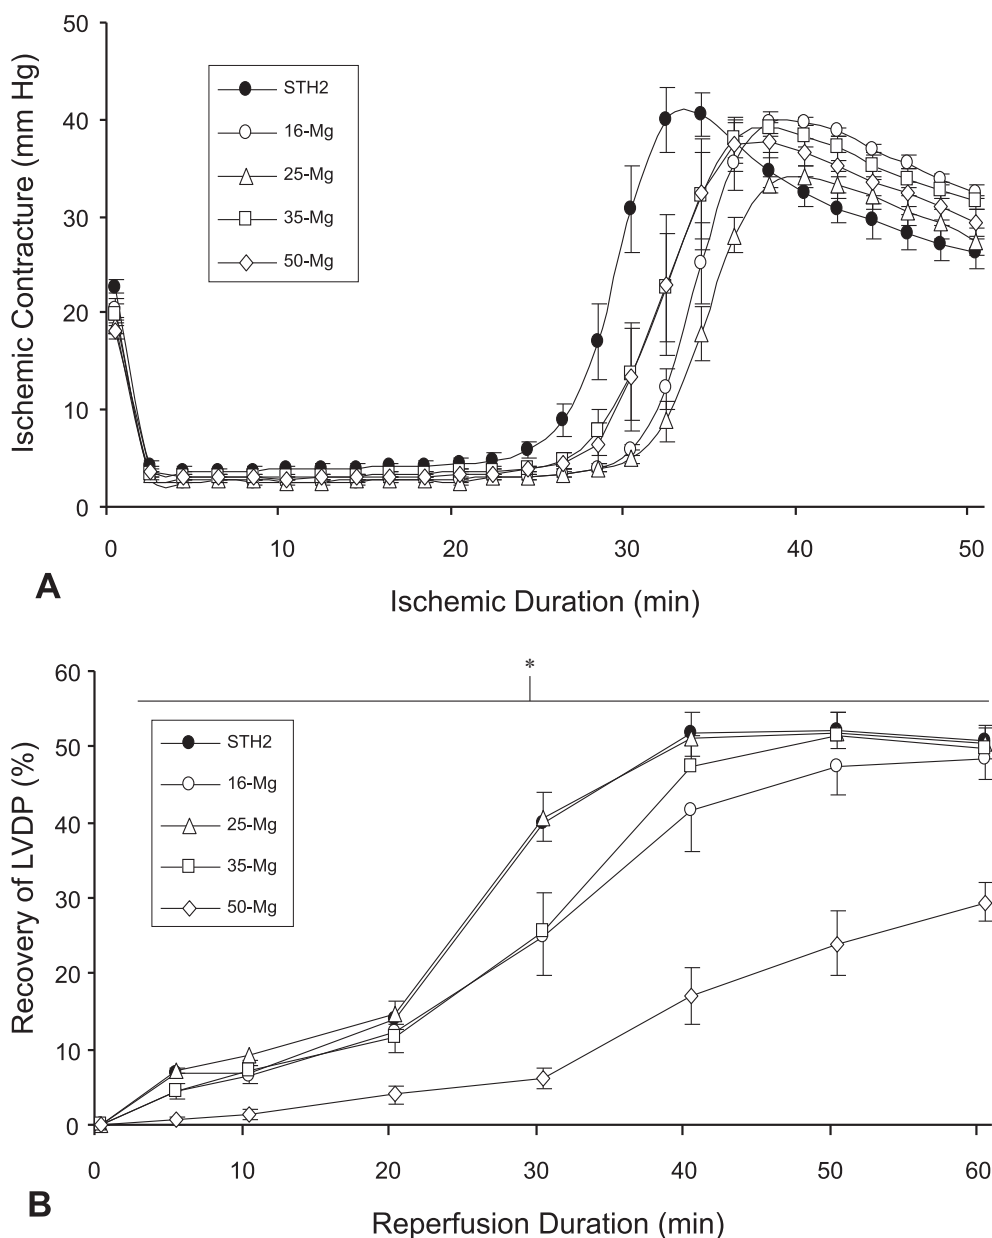 50
40
30
20
10
0
Ischemic Contracture (mm Hg)
STH2
16-Mg
25-Mg
35-Mg
50-Mg
0 10 20 30 40 50
A
Ischemic Duration (min)
60
50
40
30
20
10
0
Recovery of LVDP (%)
*
STH2
16-Mg
25-Mg
35-Mg
50-Mg
0 10 20 30 40 50 60
B
Reperfusion Duration (min)